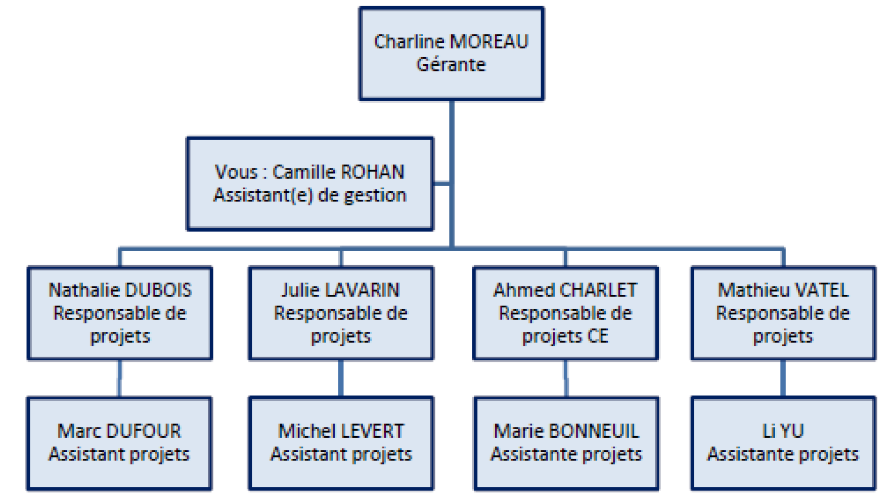 Charline MOREAU
Gérante
Vous : Camille ROHAN
Assistant(e) de gestion
Nathalie DUBOIS
Responsable de
projets
Julie LAVARIN
Responsable de
projets
Ahmed CHARLET
Responsable de
projets CE
Mathieu VATEL
Responsable de
projets
Marc DUFOUR
Assistant projets
Michel LEVERT
Assistant projets
Marie BONNEUIL
Assistante projets
Li YU
Assistante projets